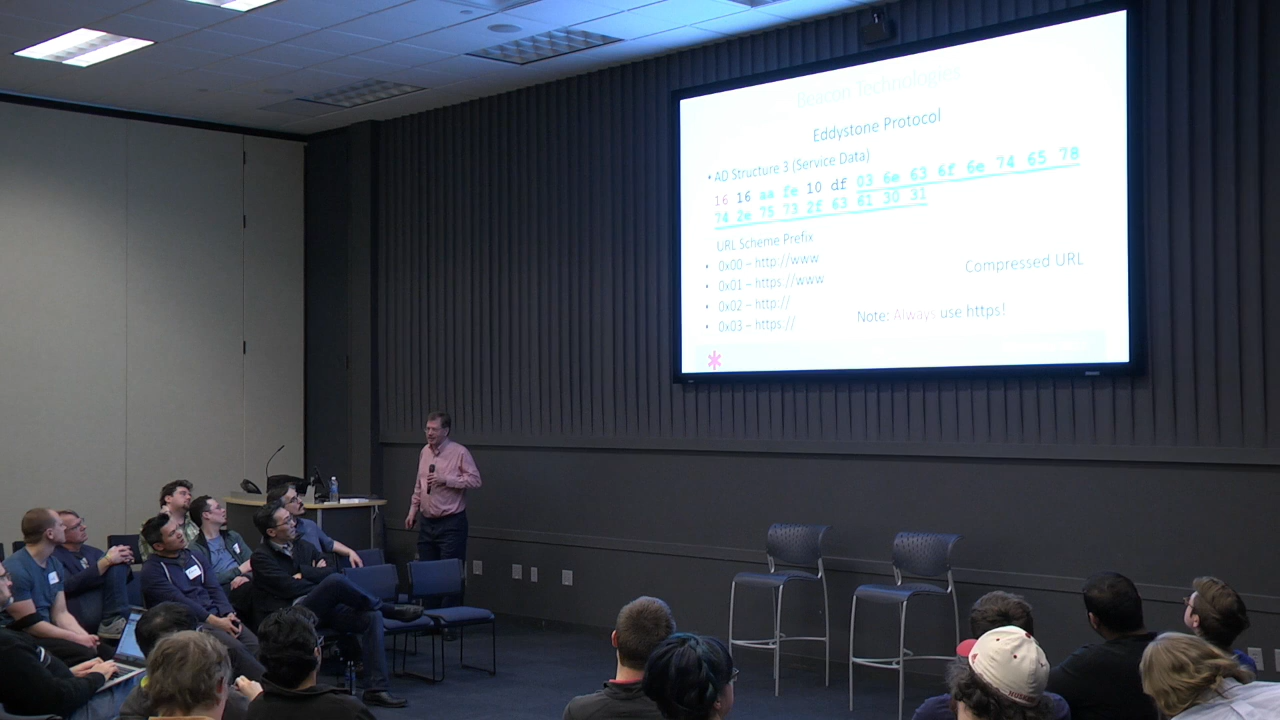 Beacon Technologies
Eddystone Protocol
• AD Structure 3 (Service Data)
16 16 aa fe 10 df 03 6e 63 6f 6e 74 65 78
74 2e 75 73 2f 63 61 30 31
URL Scheme Prefix
• 0x00 – http://www
• 0x01 – https://www
• 0x02 – http://
• 0x03 – https://
Compressed URL
Note: Always use https!